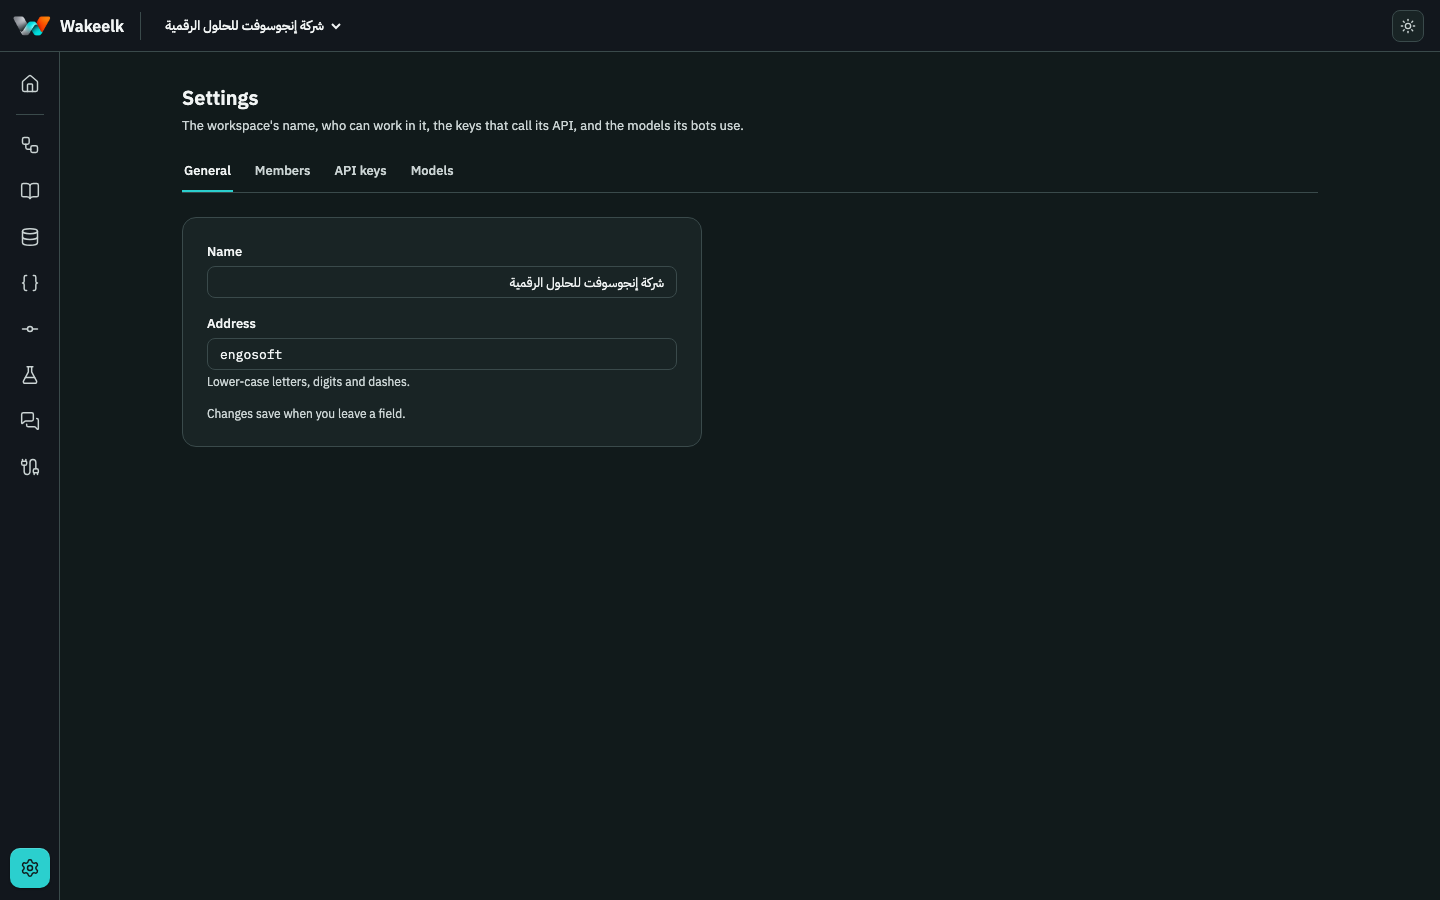 Wakeelk
شركة إنجوسوفت للحلول الرقمية
Settings
The workspace's name, who can work in it, the keys that call its API, and the models its bots use.
General Members API keys Models
Name
شركة إنجوسوفت للحلول الرقمية
Address
engosoft
Lower-case letters, digits and dashes.
Changes save when you leave a field.